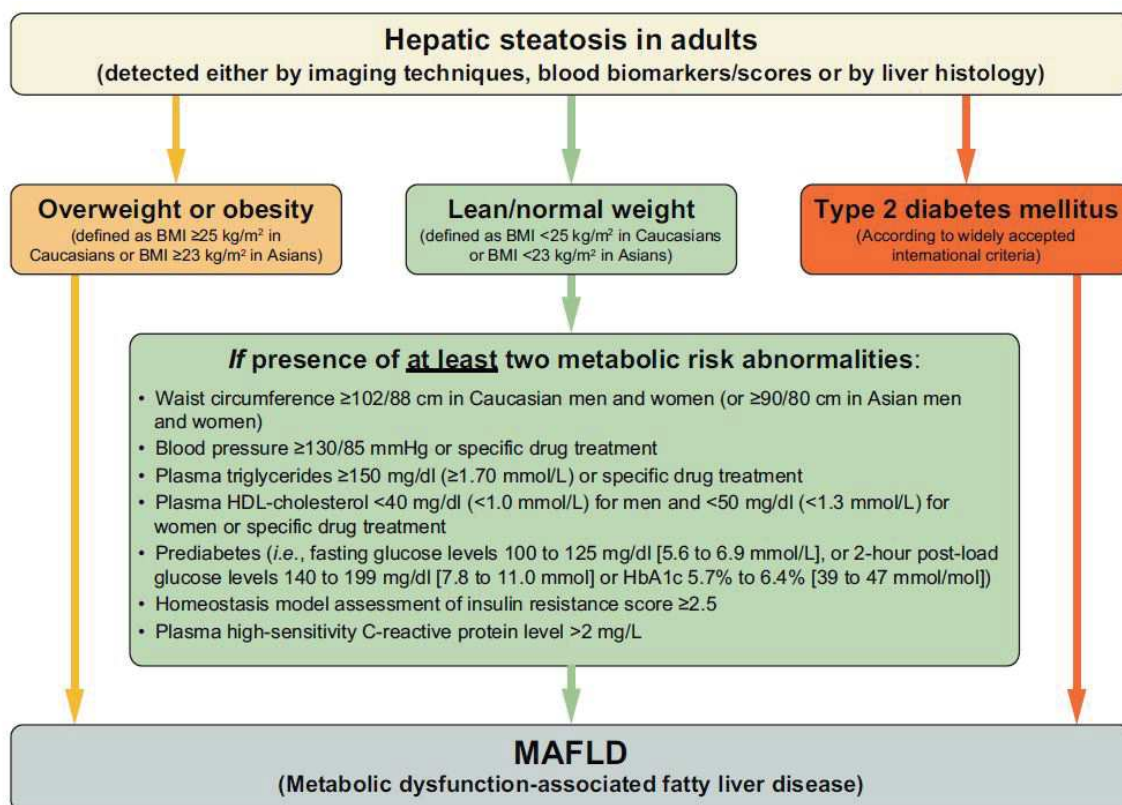 Hepatic steatosis in adults
(detected either by imaging techniques, blood biomarkers/scores or by liver histology)
Overweight or obesity
(defined as BMI ≥25 kg/m² in
Caucasians or BMI ≥23 kg/m² in Asians)
Lean/normal weight
(defined as BMI <25 kg/m² in Caucasians
or BMI <23 kg/m² in Asians)
Type 2 diabetes mellitus
(According to widely accepted
international criteria)
If presence of at least two metabolic risk abnormalities:
• Waist circumference ≥102/88 cm in Caucasian men and women (or ≥90/80 cm in Asian men
and women)
• Blood pressure ≥130/85 mmHg or specific drug treatment
• Plasma triglycerides ≥150 mg/dl (≥1.70 mmol/L) or specific drug treatment
• Plasma HDL-cholesterol <40 mg/dl (<1.0 mmol/L) for men and <50 mg/dl (<1.3 mmol/L) for
women or specific drug treatment
• Prediabetes (i.e., fasting glucose levels 100 to 125 mg/dl [5.6 to 6.9 mmol/L], or 2-hour post-load
glucose levels 140 to 199 mg/dl [7.8 to 11.0 mmol] or HbA1c 5.7% to 6.4% [39 to 47 mmol/mol])
• Homeostasis model assessment of insulin resistance score ≥2.5
• Plasma high-sensitivity C-reactive protein level >2 mg/L
MAFLD
(Metabolic dysfunction-associated fatty liver disease)